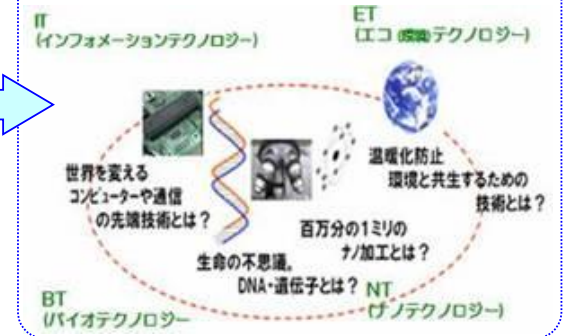 IT
(インフォメーションテクノロジー)
ET
(エコ(環境)テクノロジー)
世界を変える
コンピューターや通信
の先端技術とは?
温暖化防止
環境と共生するための
技術とは?
百万分の1ミリの
ナノ加工とは?
生命の不思議。
DNA・遺伝子とは?
BT
(バイオテクノロジー
NT
(ナノテクノロジー)